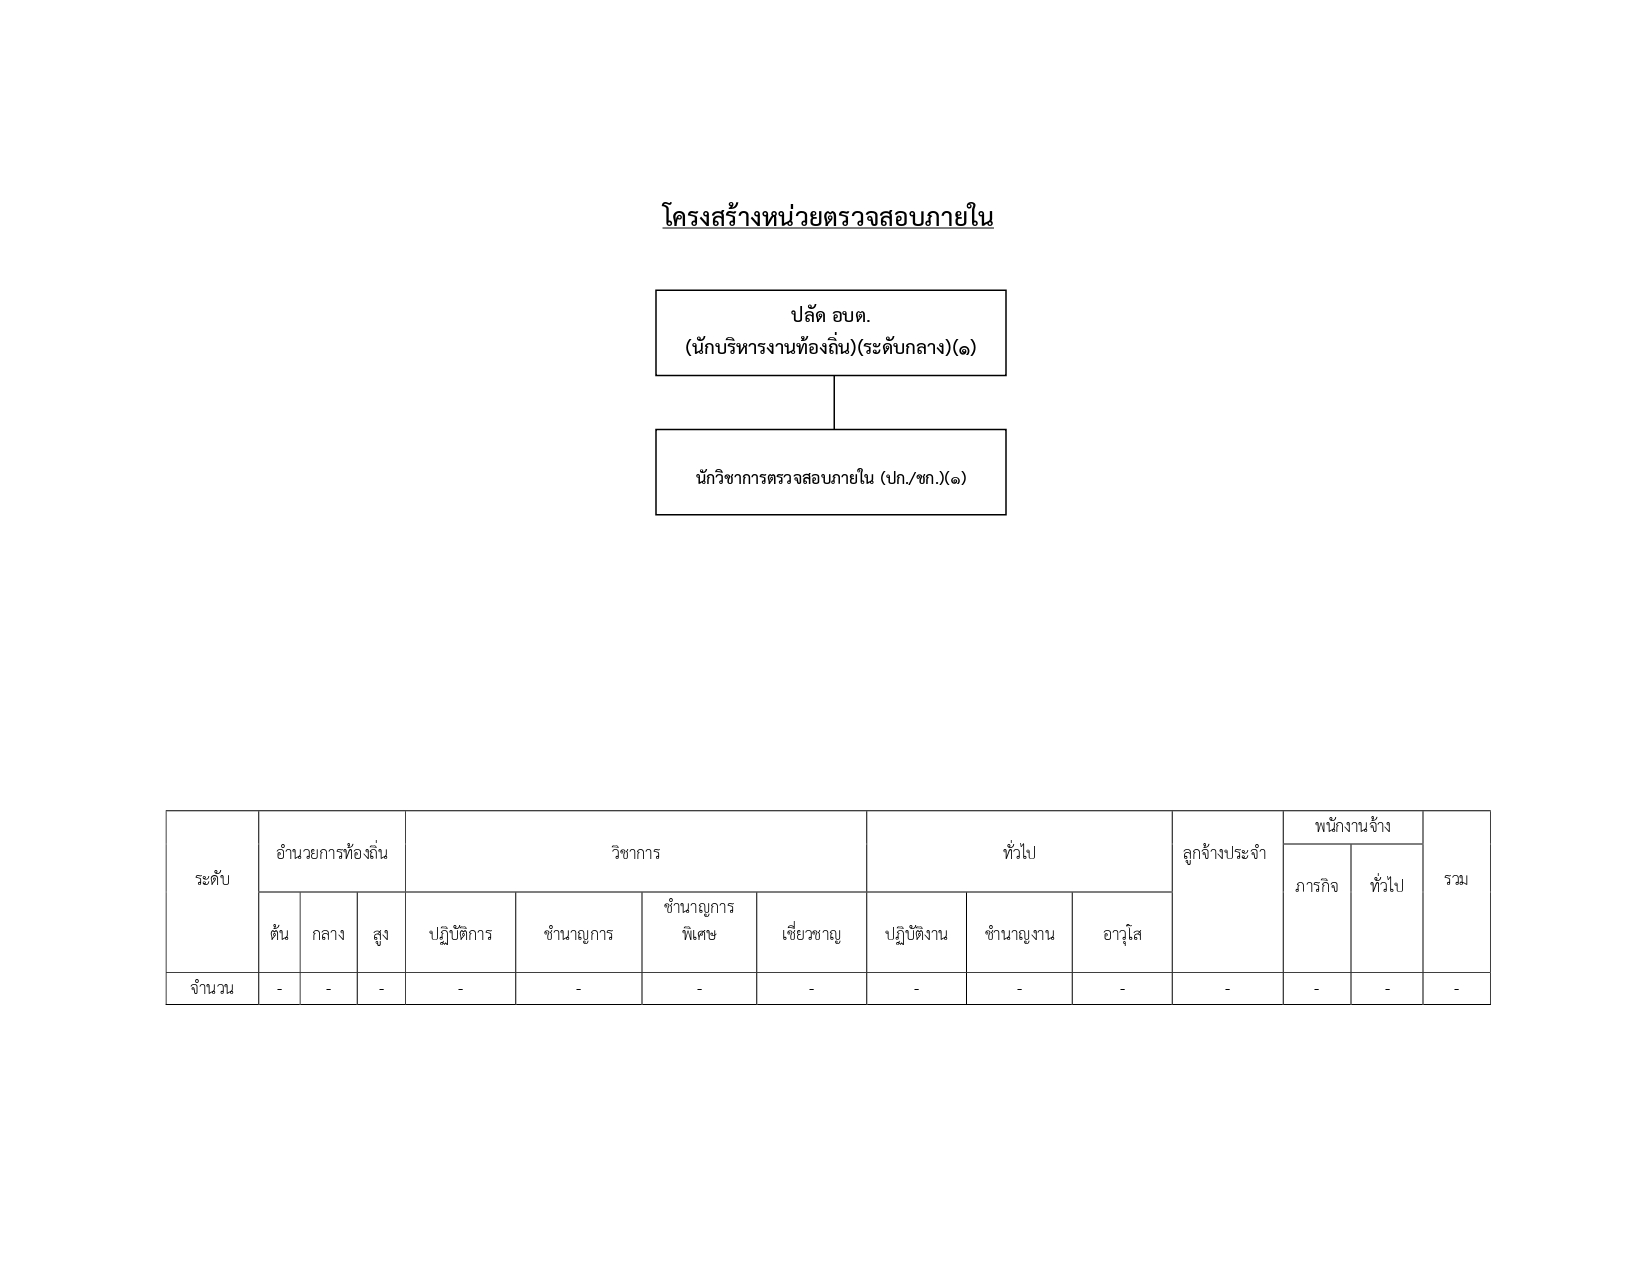 โครงสร้างหน่วยตรวจสอบภายใน
ปลัด อบต.
(นักบริหารงานท้องถิ่น)(ระดับกลาง)(๑)
นักวิชาการตรวจสอบภายใน (ปก./ชก.)(๑)
ระดับ อำนวยการท้องถิ่น วิชาการ ทั่วไป ลูกจ้างประจำ พนักงานจ้าง รวม
ภารกิจ ทั่วไป
ต้น กลาง สูง ปฏิบัติการ ชำนาญการ ชำนาญการ
พิเศษ เชี่ยวชาญ ปฏิบัติงาน ชำนาญงาน อาวุโส
จำนวน - - - - - - - - - - - - - -